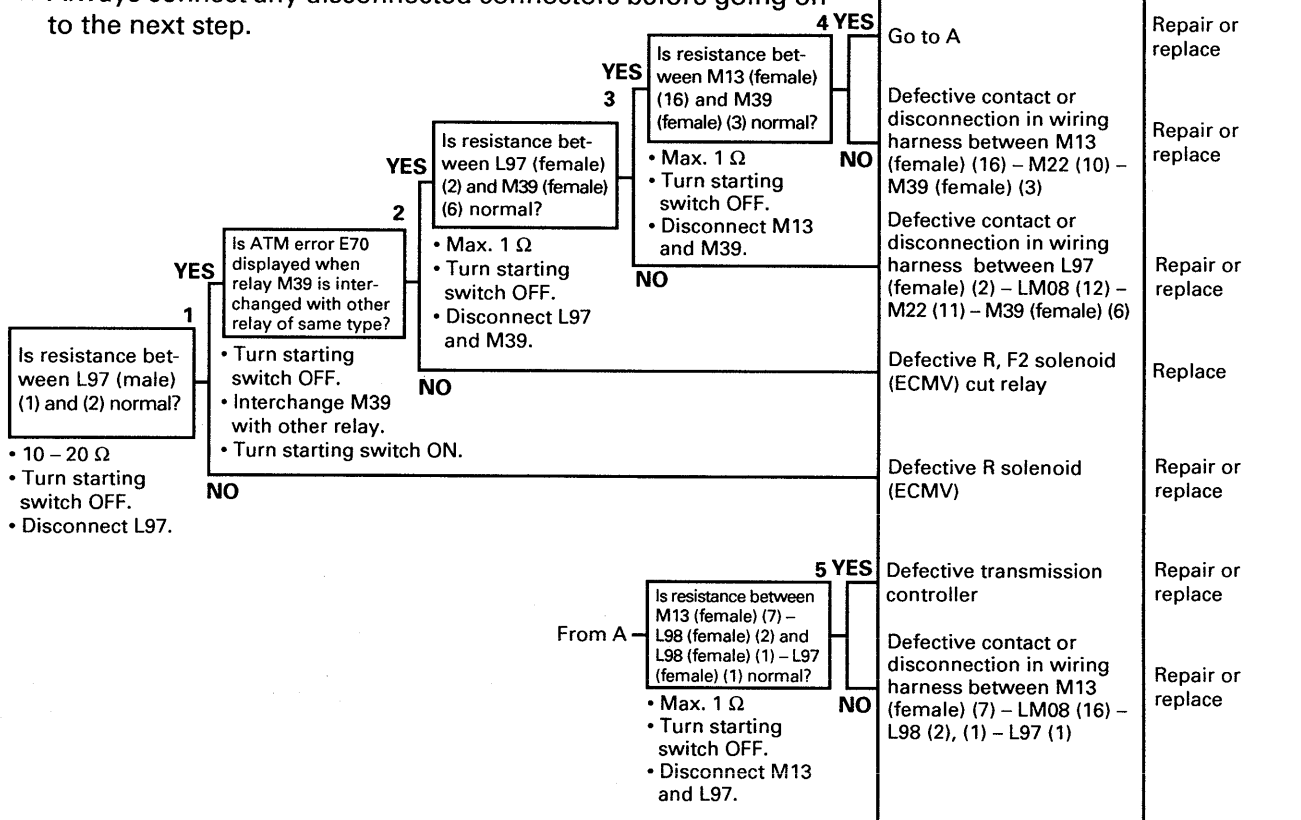 Always connect any disconnected connectors before going on
to the next step.
1
Is resistance bet-
ween L97 (male)
(1) and (2) normal?
• 10 – 20 Ω
• Turn starting
switch OFF.
• Disconnect L97.
YES
NO
2
Is ATM error E70
displayed when
relay M39 is inter-
changed with other
relay of same type?
• Turn starting
switch OFF.
• Interchange M39
with other relay.
• Turn starting switch ON.
YES
NO
3
Is resistance bet-
ween L97 (female)
(2) and M39 (female)
(6) normal?
• Max. 1 Ω
• Turn starting
switch OFF.
• Disconnect L97
and M39.
YES
NO
4
Is resistance bet-
ween M13 (female)
(16) and M39
(female) (3) normal?
• Max. 1 Ω
• Turn starting
switch OFF.
• Disconnect M13
and M39.
YES
NO
Go to A
Repair or
replace
Defective contact or
disconnection in wiring
harness between M13
(female) (16) – M22 (10) –
M39 (female) (3)
Repair or
replace
Defective contact or
disconnection in wiring
harness between L97
(female) (2) – LM08 (12) –
M22 (11) – M39 (female) (6)
Repair or
replace
Defective R, F2 solenoid
(ECMV) cut relay
Replace
Defective R solenoid
(ECMV)
Repair or
replace
From A
5
Is resistance between
M13 (female) (7) –
L98 (female) (2) and
L98 (female) (1) – L97
(female) (1) normal?
• Max. 1 Ω
• Turn starting
switch OFF.
• Disconnect M13
and L97.
YES
NO
Defective transmission
controller
Repair or
replace
Defective contact or
disconnection in wiring
harness between M13
(female) (7) – LM08 (16) –
L98 (2), (1) – L97 (1)
Repair or
replace